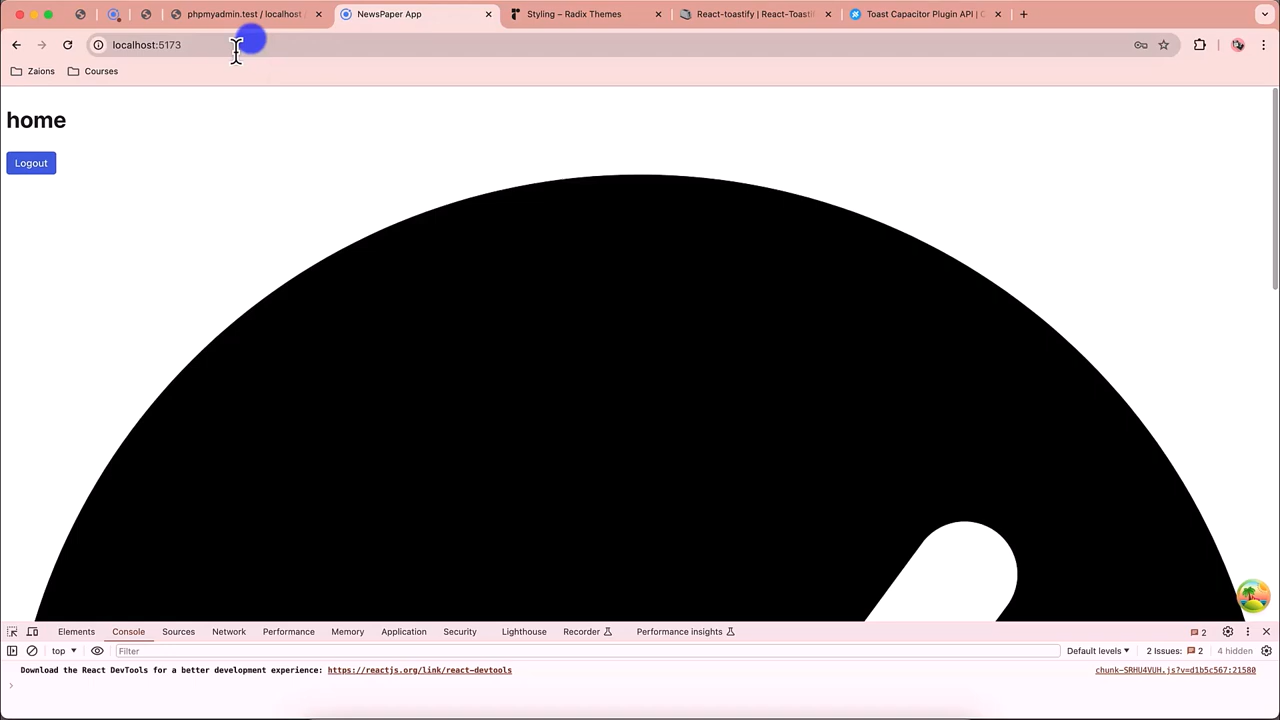 phpmyadmin.test / localhost
NewsPaper App
Styling – Radix Themes
React-toastify | React-Toastif
Toast Capacitor Plugin API | C
localhost:5173
Zaions
Courses
home
Logout
Elements
Console
Sources
Network
Performance
Memory
Application
Security
Lighthouse
Recorder
Performance insights
2
top
Filter
Default levels
2 Issues:
2
4 hidden
Download the React DevTools for a better development experience: https://reactjs.org/link/react-devtools
chunk-SRHU4VUH.js?v=d1b5c567:21580